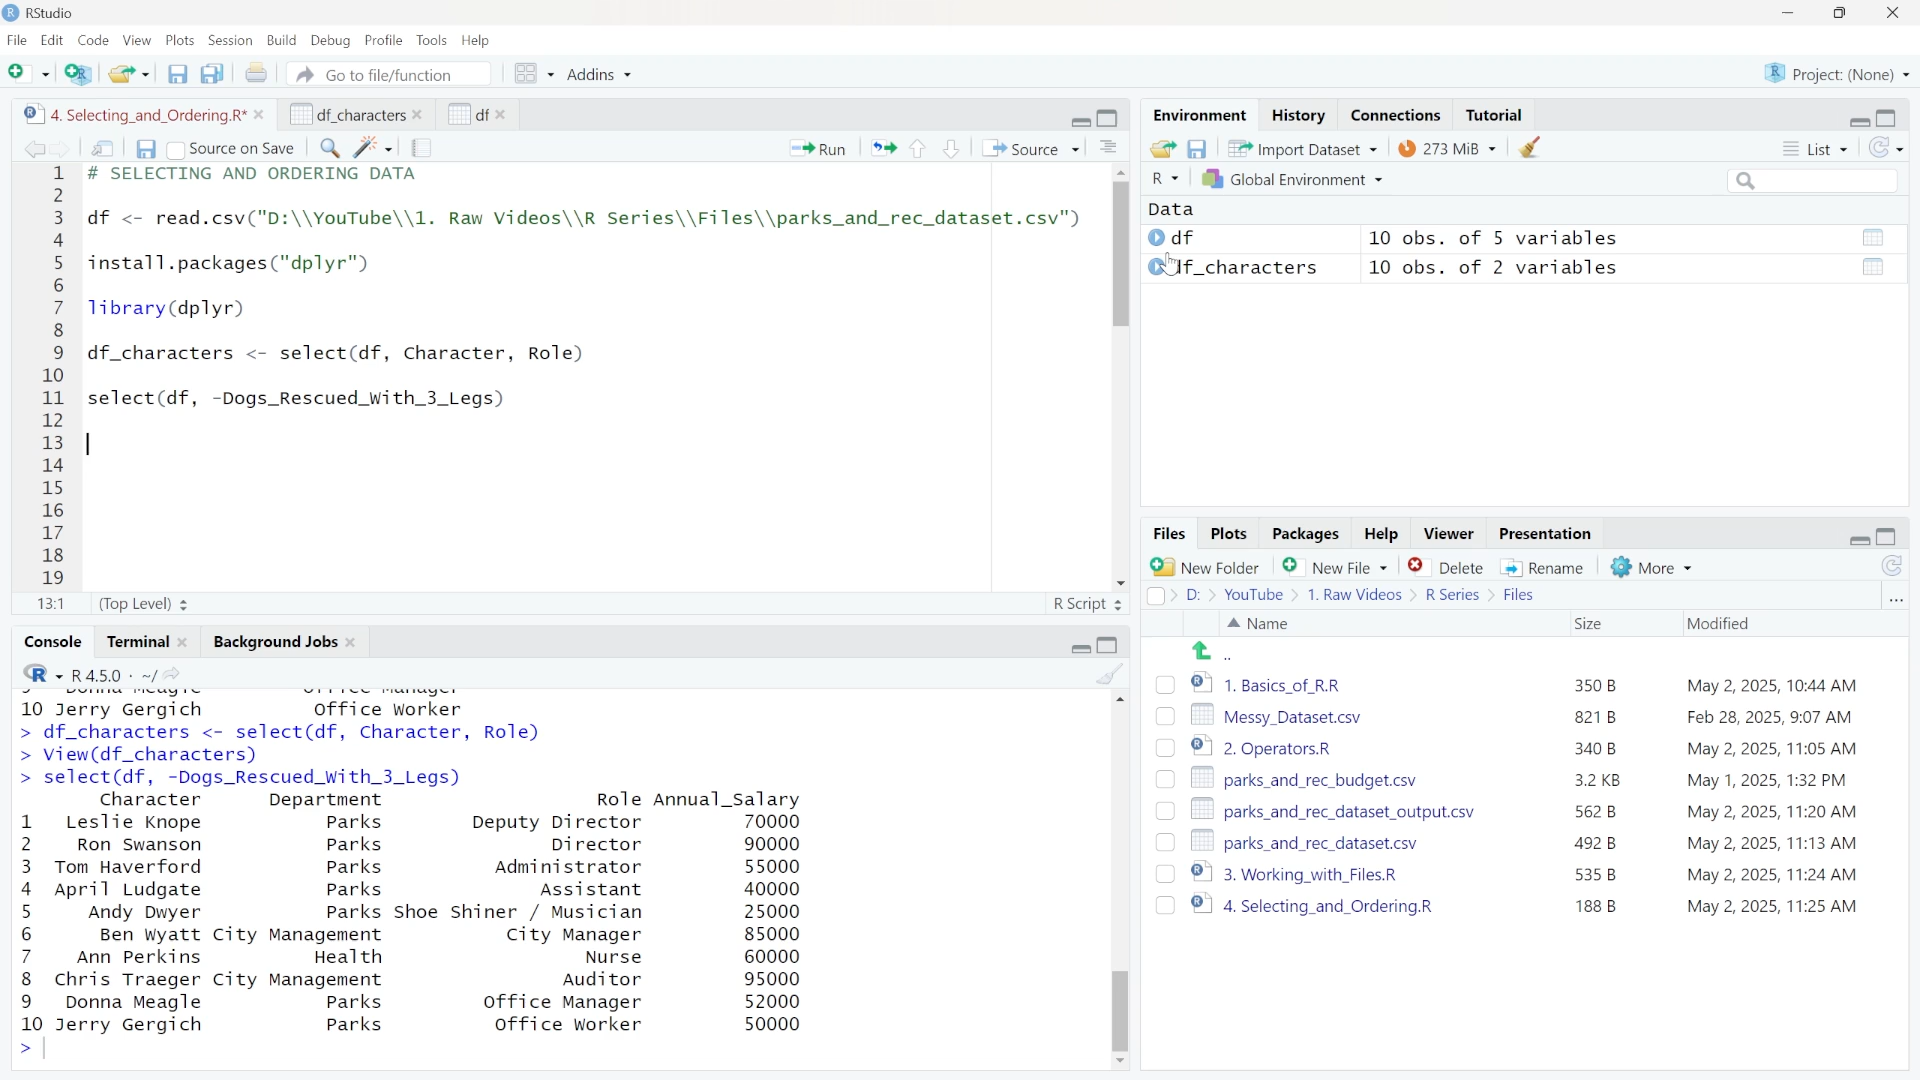 RStudio
File Edit Code View Plots Session Build Debug Profile Tools Help
Go to file/function Addins Project: (None)
4. Selecting_and_Ordering.R* df_characters df
Source on Save Run Source
1 # SELECTING AND ORDERING DATA
2
3 df <- read.csv("D:\\YouTube\\1. Raw Videos\\R Series\\Files\\parks_and_rec_dataset.csv")
4
5 install.packages("dplyr")
6
7 library(dplyr)
8
9 df_characters <- select(df, Character, Role)
10
11 select(df, -Dogs_Rescued_With_3_Legs)
12
13
14
15
16
17
18
19
13:1 (Top Level) R Script
Console Terminal Background Jobs
R 4.5.0 · ~/
9 Donna Meagle Office Manager
10 Jerry Gergich Office Worker
> df_characters <- select(df, Character, Role)
> View(df_characters)
> select(df, -Dogs_Rescued_With_3_Legs)
Character Department Role Annual_Salary
1 Leslie Knope Parks Deputy Director 70000
2 Ron Swanson Parks Director 90000
3 Tom Haverford Parks Administrator 55000
4 April Ludgate Parks Assistant 40000
5 Andy Dwyer Parks Shoe Shiner / Musician 25000
6 Ben Wyatt City Management City Manager 85000
7 Ann Perkins Health Nurse 60000
8 Chris Traeger City Management Auditor 95000
9 Donna Meagle Parks Office Manager 52000
10 Jerry Gergich Parks Office Worker 50000
>
Environment History Connections Tutorial
Import Dataset 273 MiB List
R Global Environment
Data
df 10 obs. of 5 variables
df_characters 10 obs. of 2 variables
Files Plots Packages Help Viewer Presentation
New Folder New File Delete Rename More
D: > YouTube > 1. Raw Videos > R Series > Files ...
Name Size Modified
..
1. Basics_of_R.R 350 B May 2, 2025, 10:44 AM
Messy_Dataset.csv 821 B Feb 28, 2025, 9:07 AM
2. Operators.R 340 B May 2, 2025, 11:05 AM
parks_and_rec_budget.csv 3.2 KB May 1, 2025, 1:32 PM
parks_and_rec_dataset_output.csv 562 B May 2, 2025, 11:20 AM
parks_and_rec_dataset.csv 492 B May 2, 2025, 11:13 AM
3. Working_with_Files.R 535 B May 2, 2025, 11:24 AM
4. Selecting_and_Ordering.R 188 B May 2, 2025, 11:25 AM